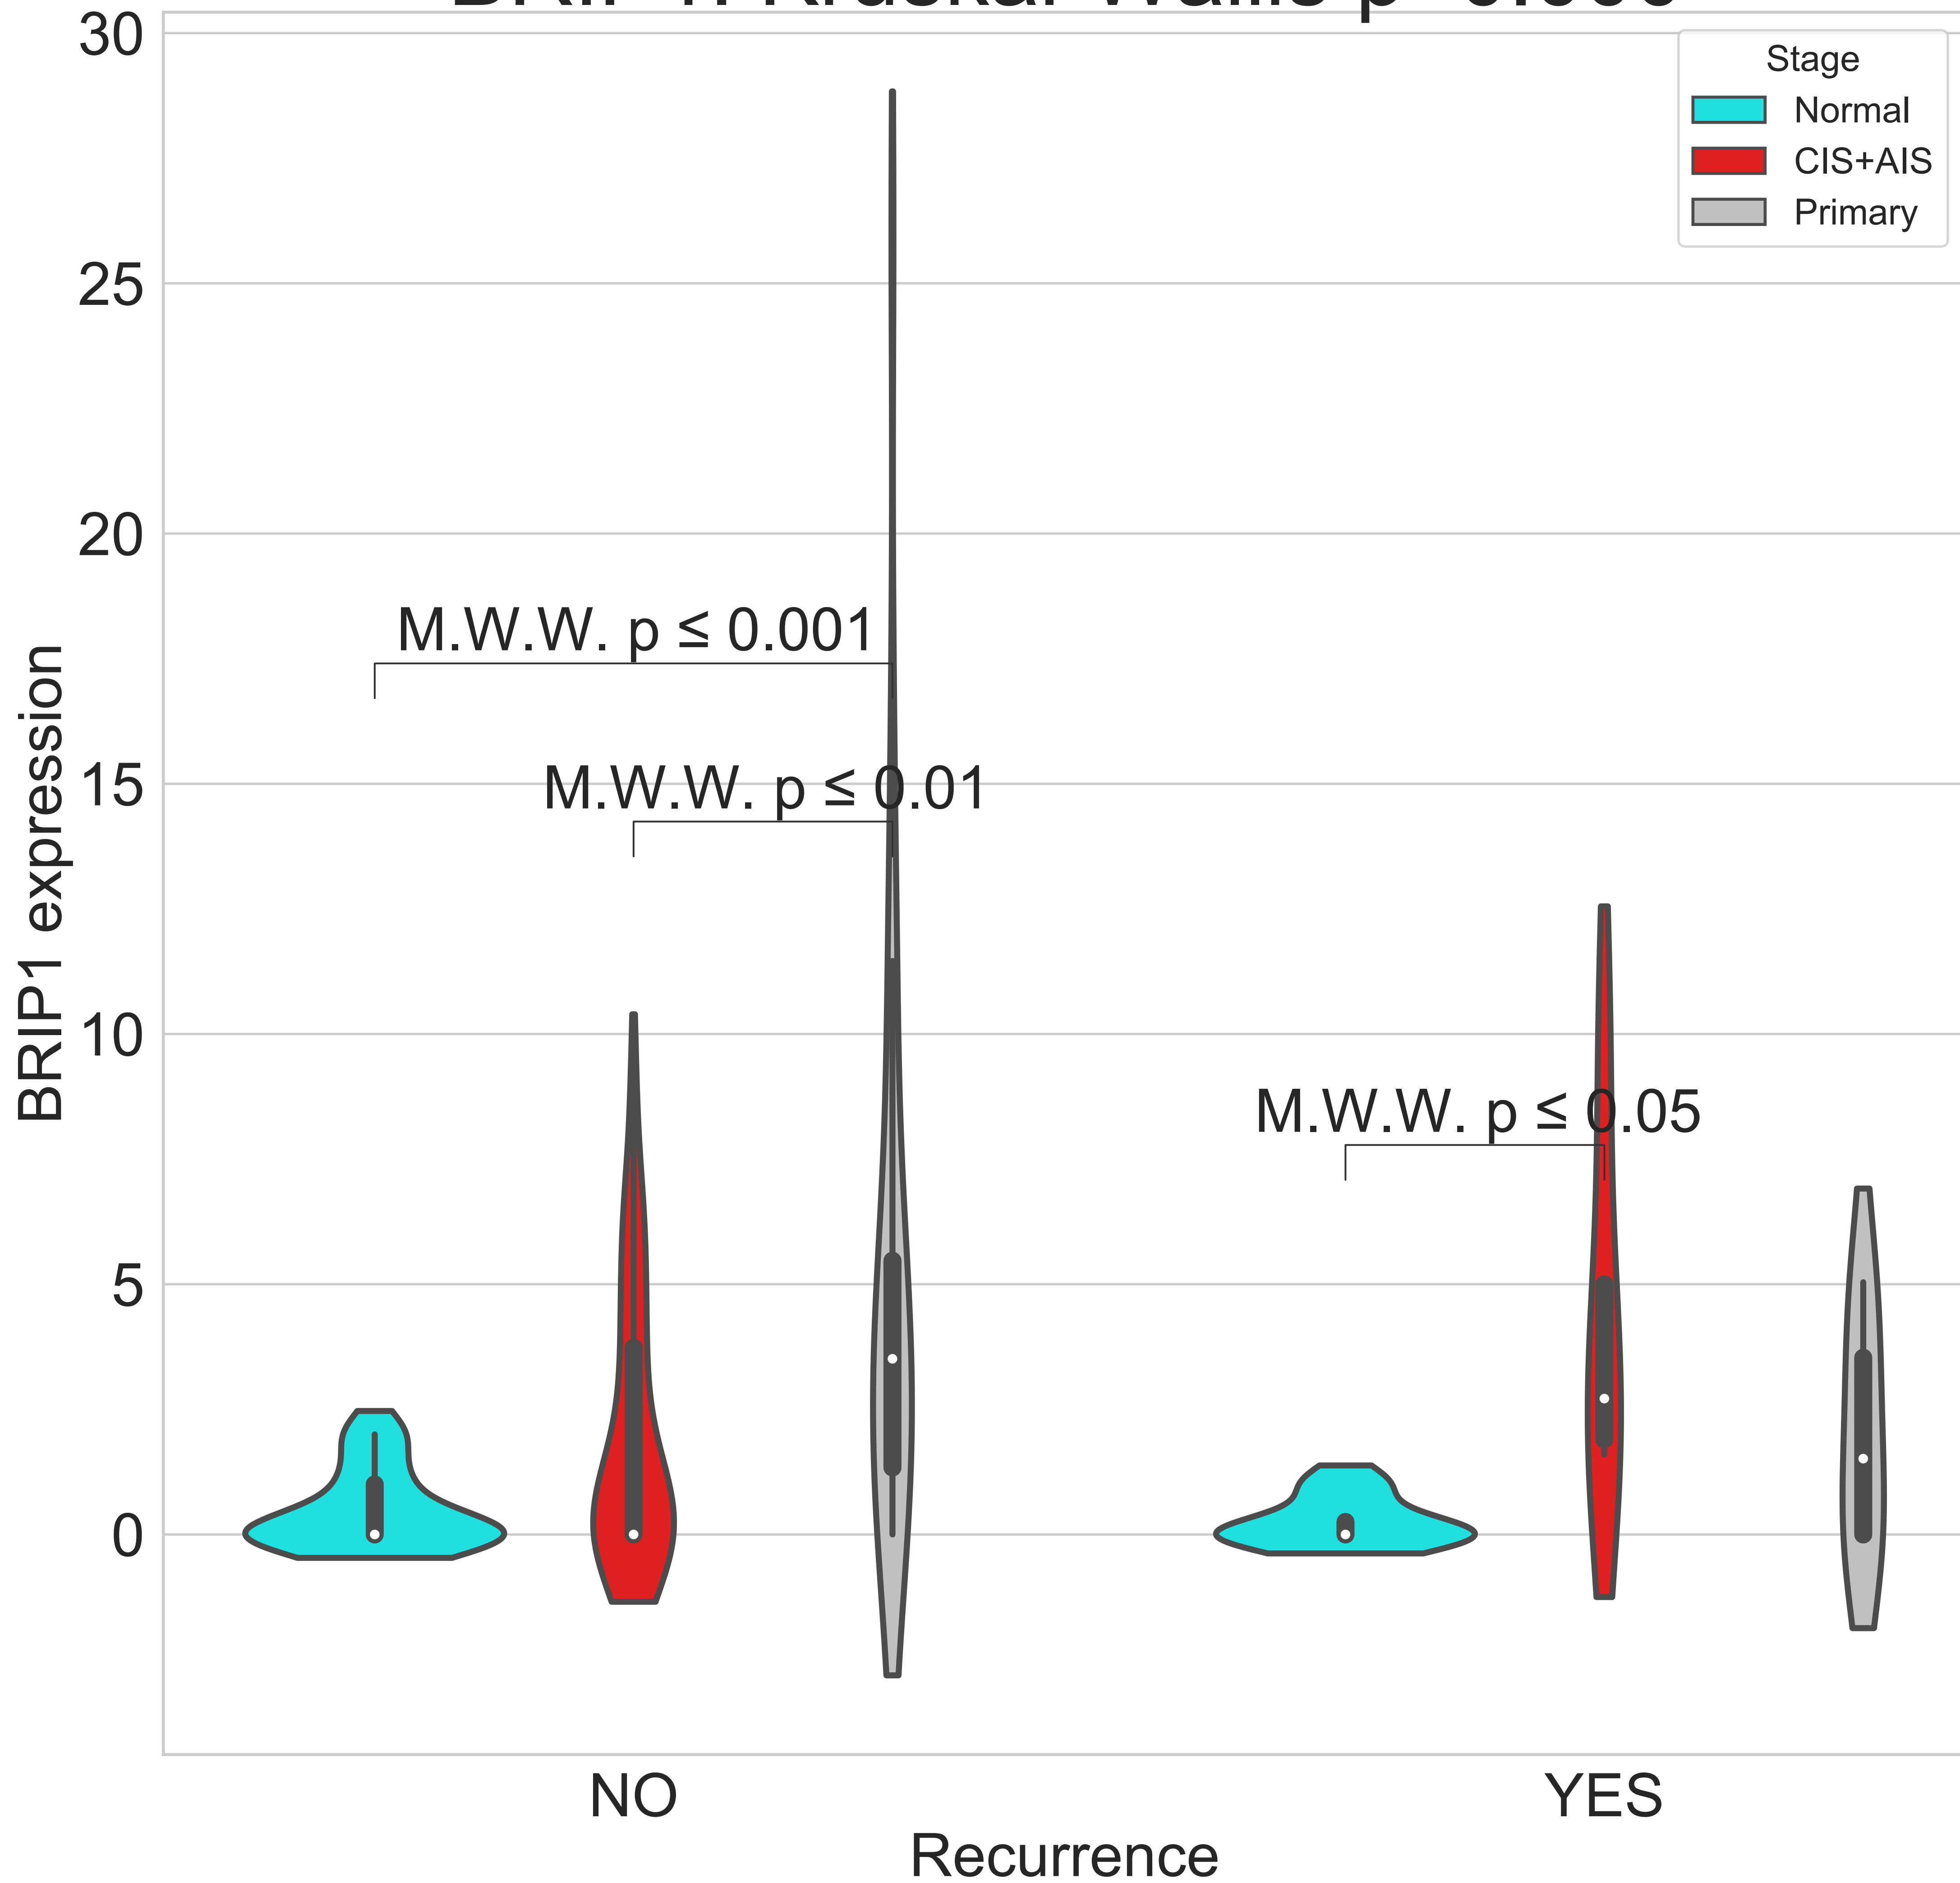 30
25
20
15
10
5
0
BRIP1 expression
Stage
Normal
CIS+AIS
Primary
M.W.W. p ≤ 0.001
M.W.W. p ≤ 0.01
M.W.W. p ≤ 0.05
NO
YES
Recurrence